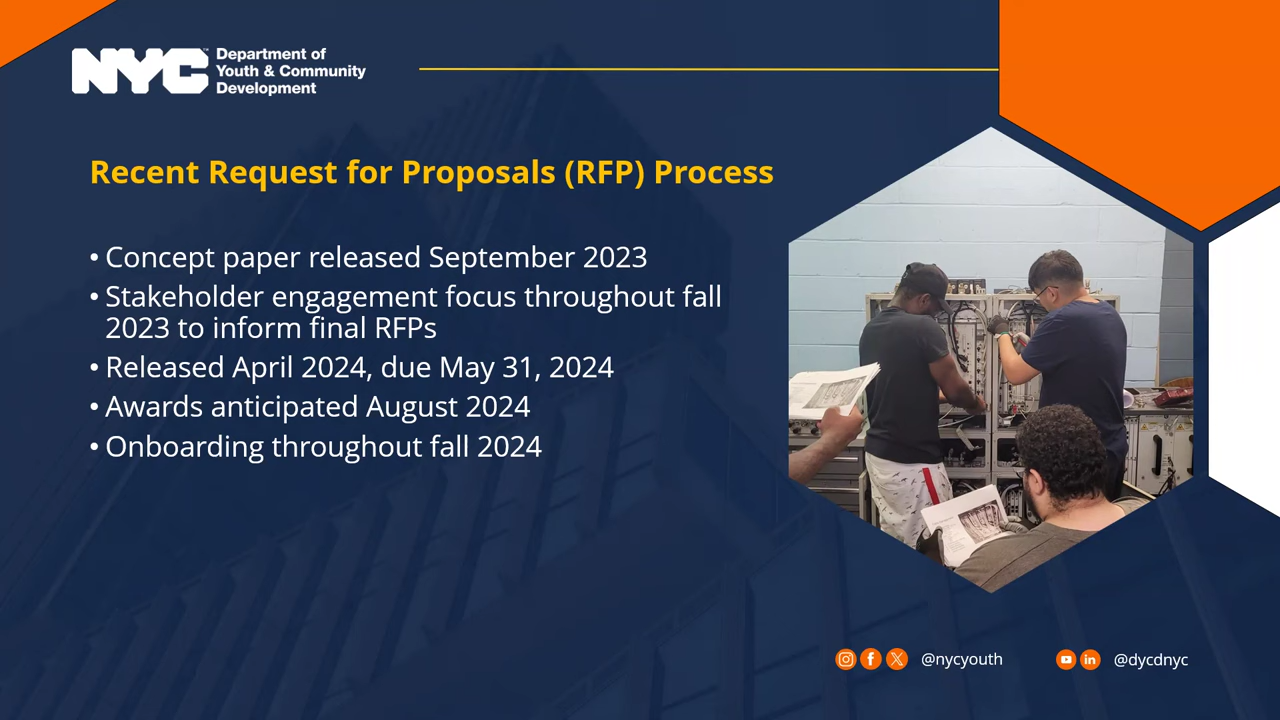 NYC
Department of
Youth & Community
Development
Recent Request for Proposals (RFP) Process
• Concept paper released September 2023
• Stakeholder engagement focus throughout fall
2023 to inform final RFPs
• Released April 2024, due May 31, 2024
• Awards anticipated August 2024
• Onboarding throughout fall 2024
@nycyouth
@dycdnyc